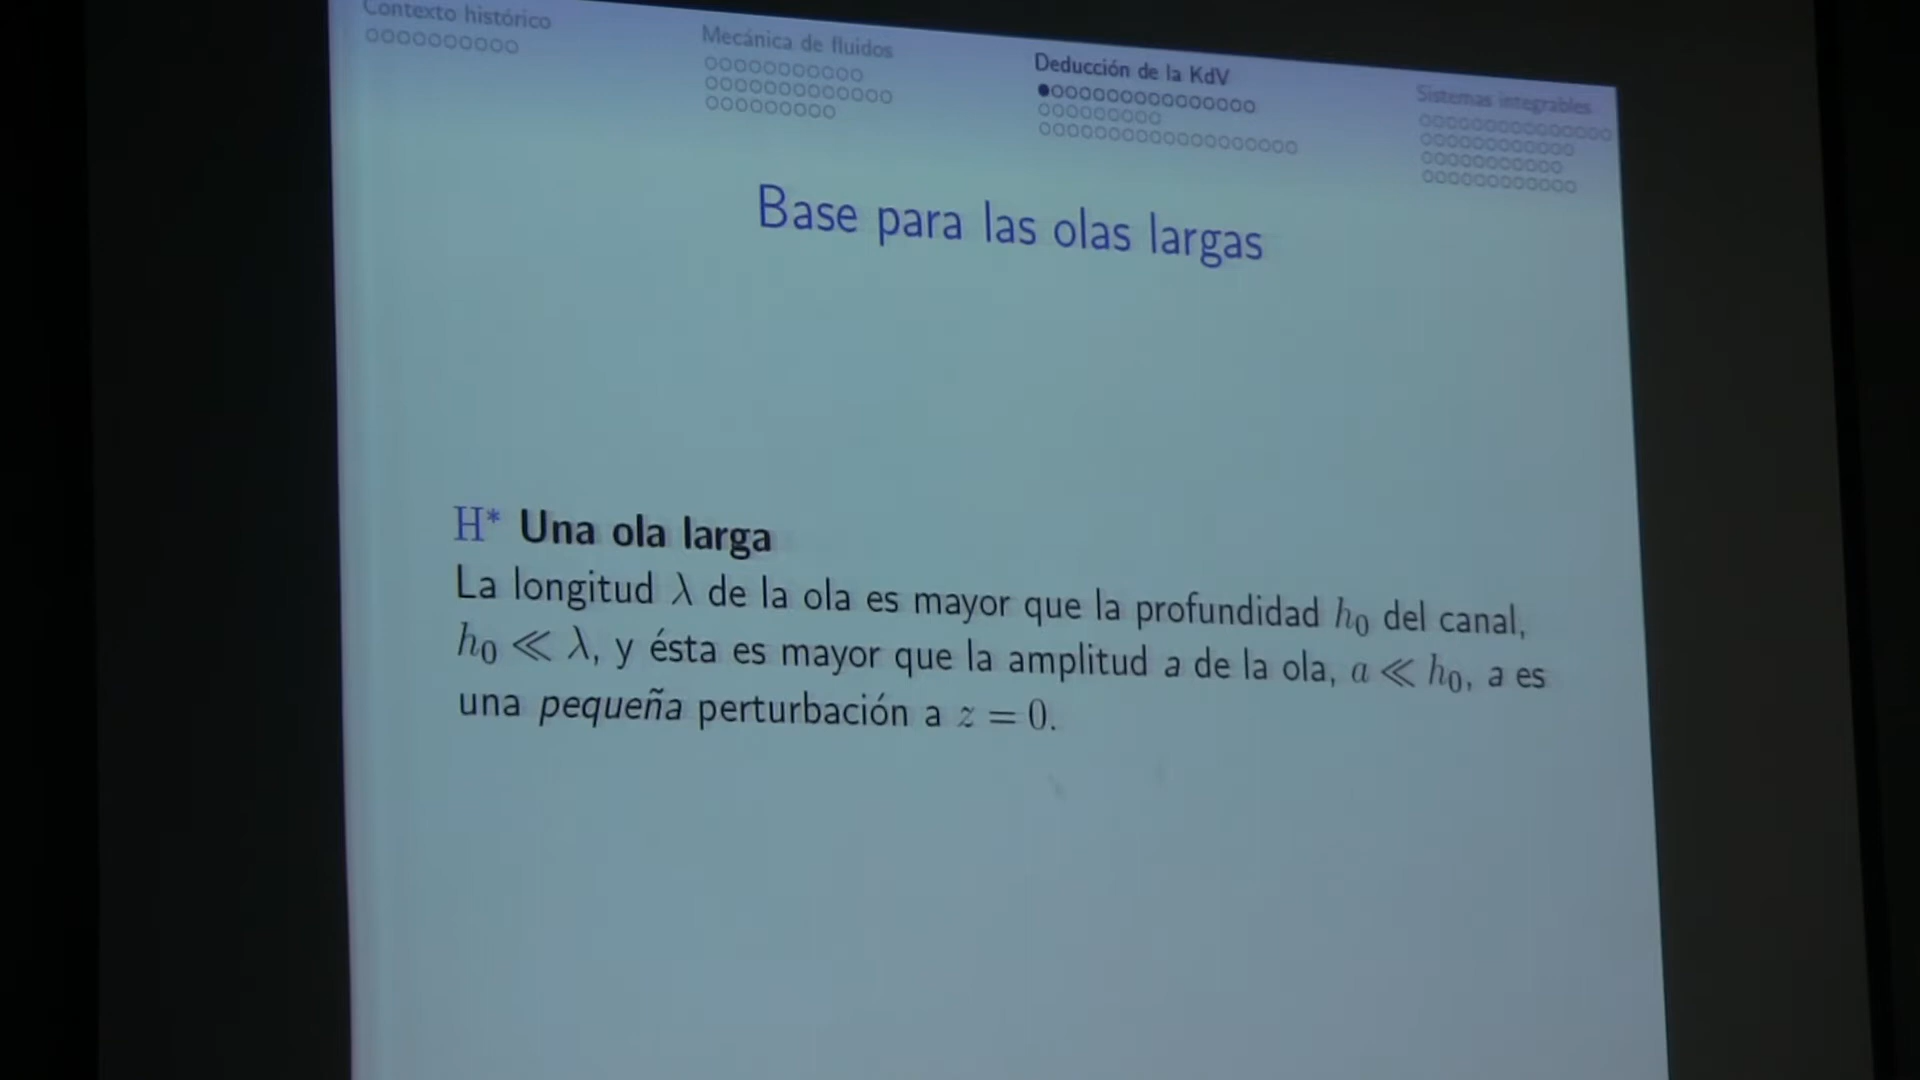 Contexto histórico
Mecánica de fluidos
Deducción de la KdV
Sistemas integrables
Base para las olas largas
H* Una ola larga
La longitud λ de la ola es mayor que la profundidad h₀ del canal,
h₀ ≪ λ, y ésta es mayor que la amplitud a de la ola, a ≪ h₀, a es
una pequeña perturbación a z = 0.